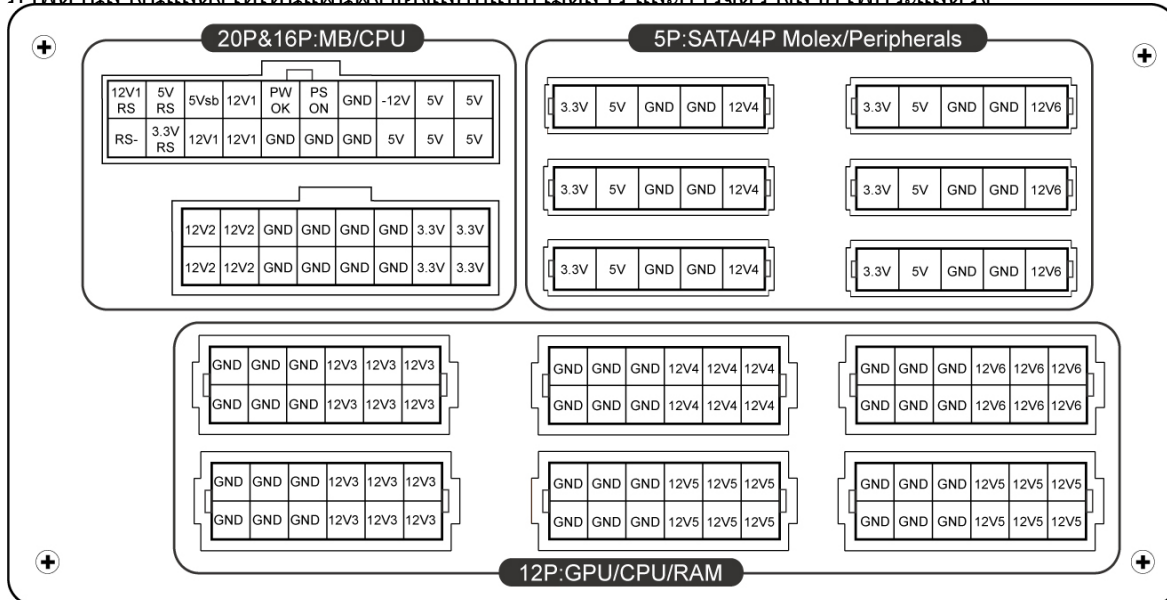 20P&16P:MB/CPU
12V1 RS 5V RS 5Vsb 12V1 PW OK PS ON GND -12V 5V 5V
RS- 3.3V RS 12V1 12V1 GND GND GND 5V 5V 5V
12V2 12V2 GND GND GND GND 3.3V 3.3V
12V2 12V2 GND GND GND GND 3.3V 3.3V
5P:SATA/4P Molex/Peripherals
3.3V 5V GND GND 12V4
3.3V 5V GND GND 12V6
3.3V 5V GND GND 12V4
3.3V 5V GND GND 12V6
3.3V 5V GND GND 12V4
3.3V 5V GND GND 12V6
GND GND GND 12V3 12V3 12V3
GND GND GND 12V3 12V3 12V3
GND GND GND 12V4 12V4 12V4
GND GND GND 12V4 12V4 12V4
GND GND GND 12V6 12V6 12V6
GND GND GND 12V6 12V6 12V6
GND GND GND 12V3 12V3 12V3
GND GND GND 12V3 12V3 12V3
GND GND GND 12V5 12V5 12V5
GND GND GND 12V5 12V5 12V5
GND GND GND 12V5 12V5 12V5
GND GND GND 12V5 12V5 12V5
12P:GPU/CPU/RAM